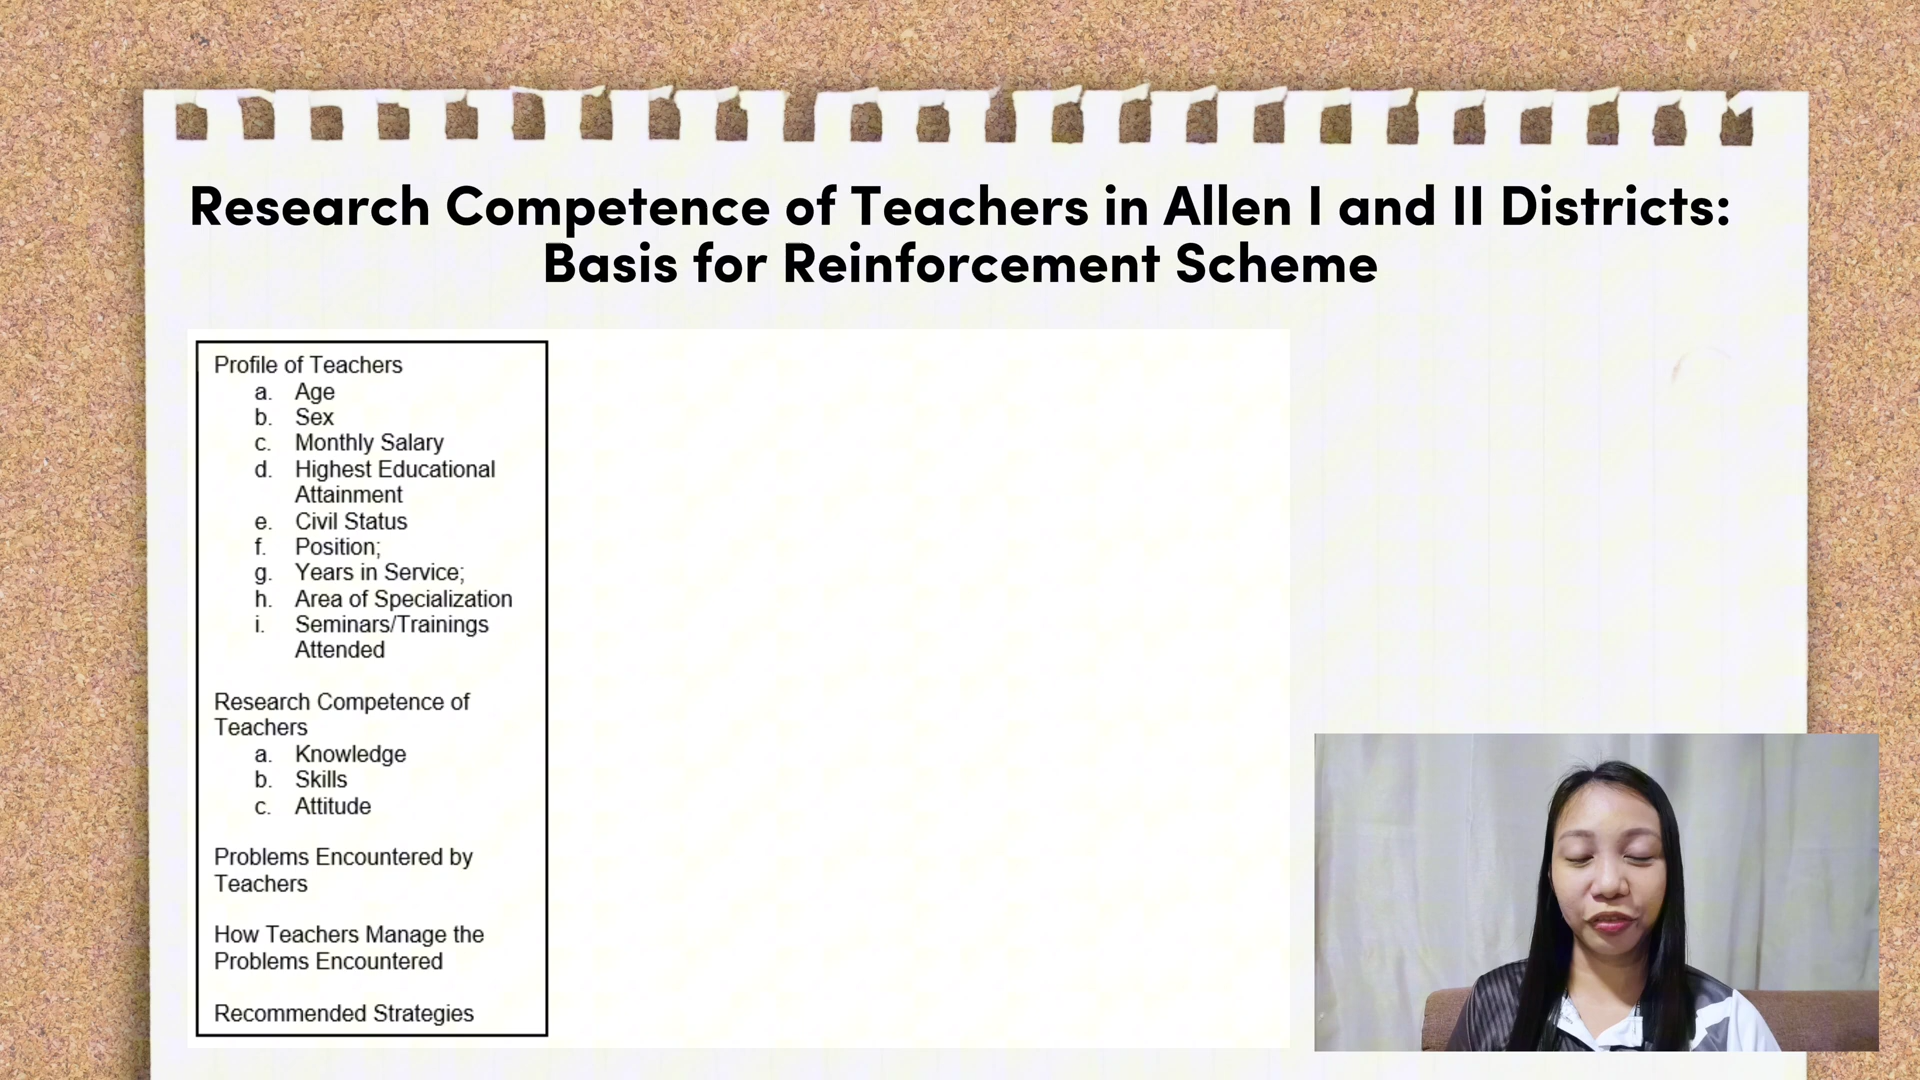 Research Competence of Teachers in Allen I and II Districts:
Basis for Reinforcement Scheme
Profile of Teachers
a. Age
b. Sex
c. Monthly Salary
d. Highest Educational
Attainment
e. Civil Status
f. Position;
g. Years in Service;
h. Area of Specialization
i. Seminars/Trainings
Attended
Research Competence of
Teachers
a. Knowledge
b. Skills
c. Attitude
Problems Encountered by
Teachers
How Teachers Manage the
Problems Encountered
Recommended Strategies